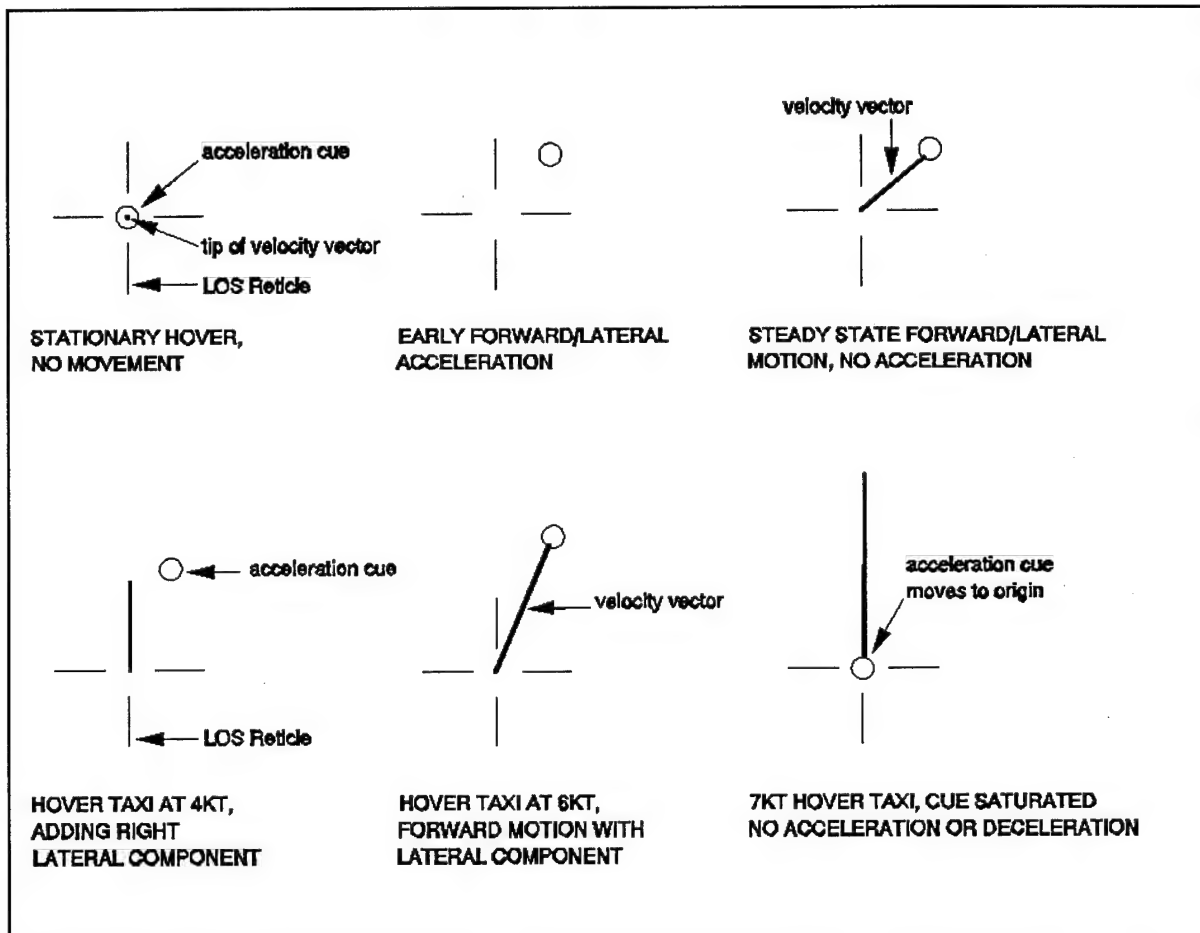 acceleration cue
tip of velocity vector
LOS Reticle
STATIONARY HOVER,
NO MOVEMENT
EARLY FORWARD/LATERAL
ACCELERATION
velocity vector
STEADY STATE FORWARD/LATERAL
MOTION, NO ACCELERATION
acceleration cue
LOS Reticle
HOVER TAXI AT 4KT,
ADDING RIGHT
LATERAL COMPONENT
velocity vector
HOVER TAXI AT 6KT,
FORWARD MOTION WITH
LATERAL COMPONENT
acceleration cue
moves to origin
7KT HOVER TAXI, CUE SATURATED
NO ACCELERATION OR DECELERATION